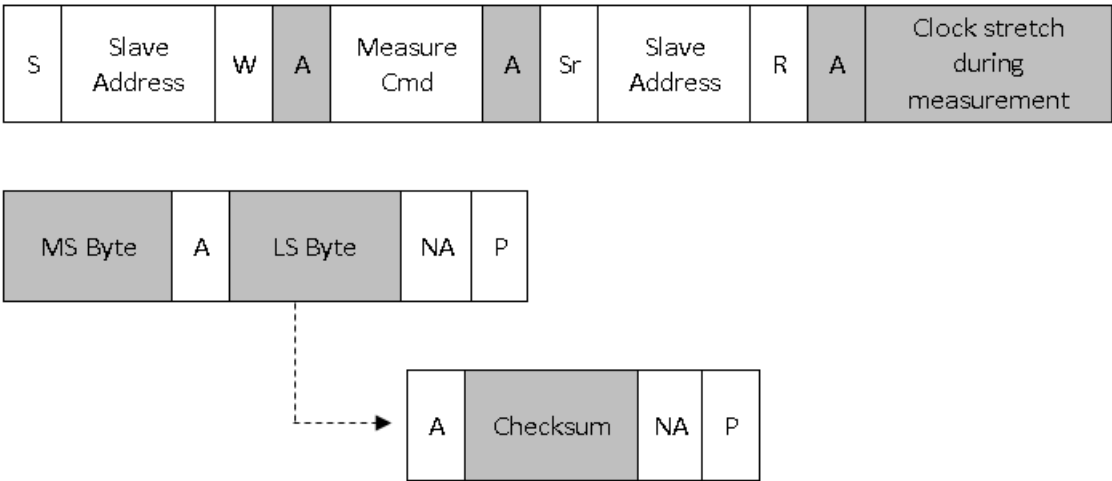 S Slave Address W A Measure Cmd A Sr Slave Address R A Clock stretch during measurement
MS Byte A LS Byte NA P
A Checksum NA P